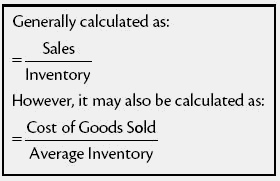 Generally calculated as:
= Sales
Inventory
However, it may also be calculated as:
= Cost of Goods Sold
Average Inventory